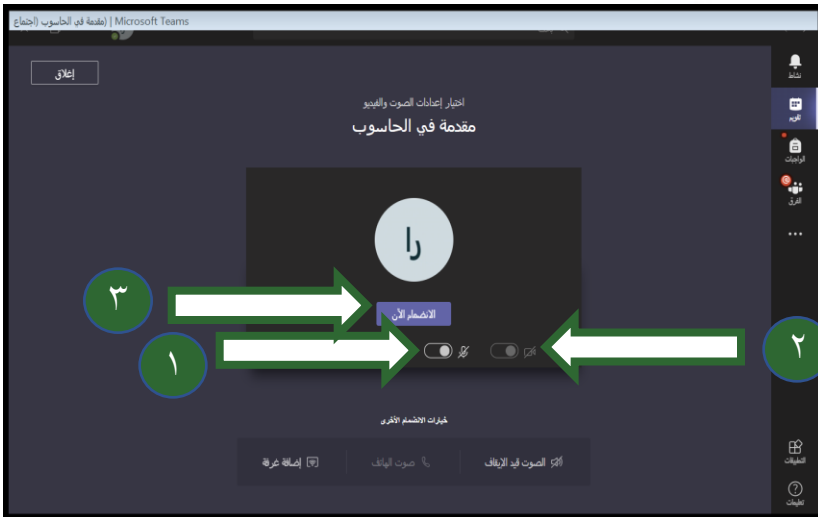 مقدمة في الحاسوب (اجتماع) | Microsoft Teams
إغلاق
اختيار إعدادات الصوت والفيديو
مقدمة في الحاسوب
را
الانضمام الآن
٣
١
٢
خيارات الانضمام الأخرى
الصوت قيد الإيقاف
صوت الهاتف
إضافة غرفة
نشاط
تقويم
الواجبات
الفرق
التطبيقات
تعليمات